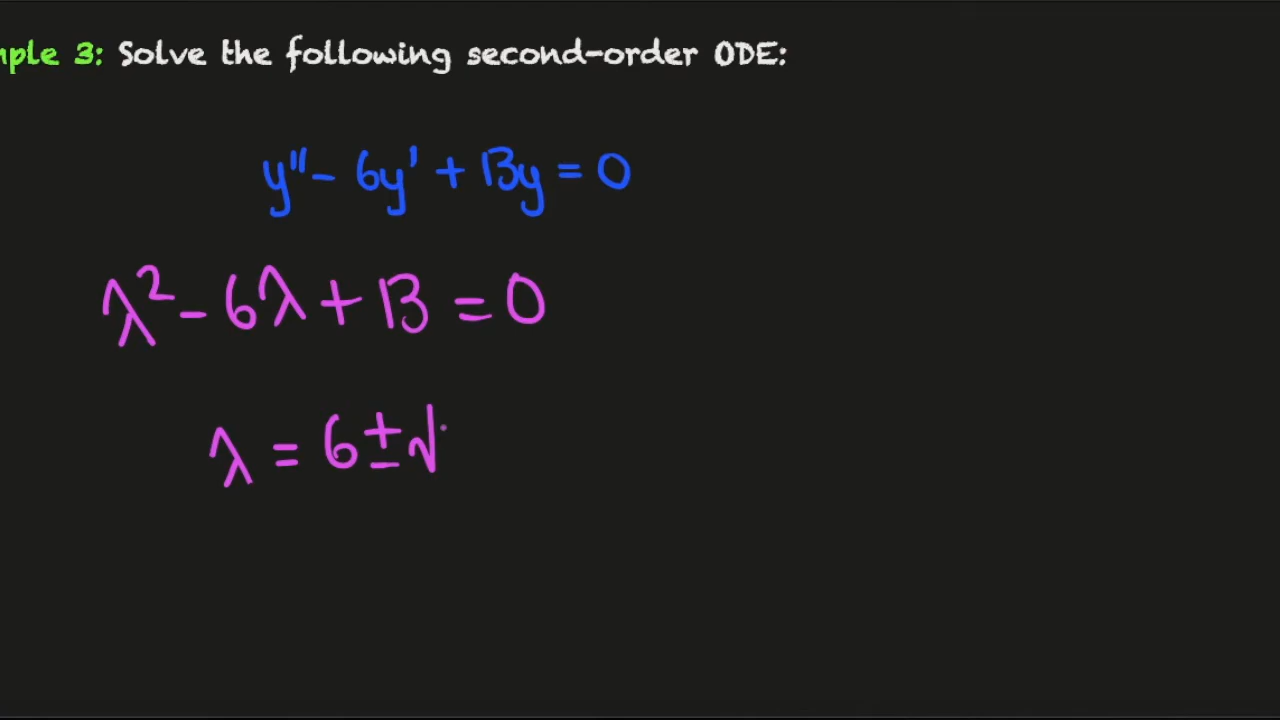 mple 3: Solve the following second-order ODE:
y'' - 6y' + 13y = 0
λ² - 6λ + 13 = 0
λ = 6 ± √